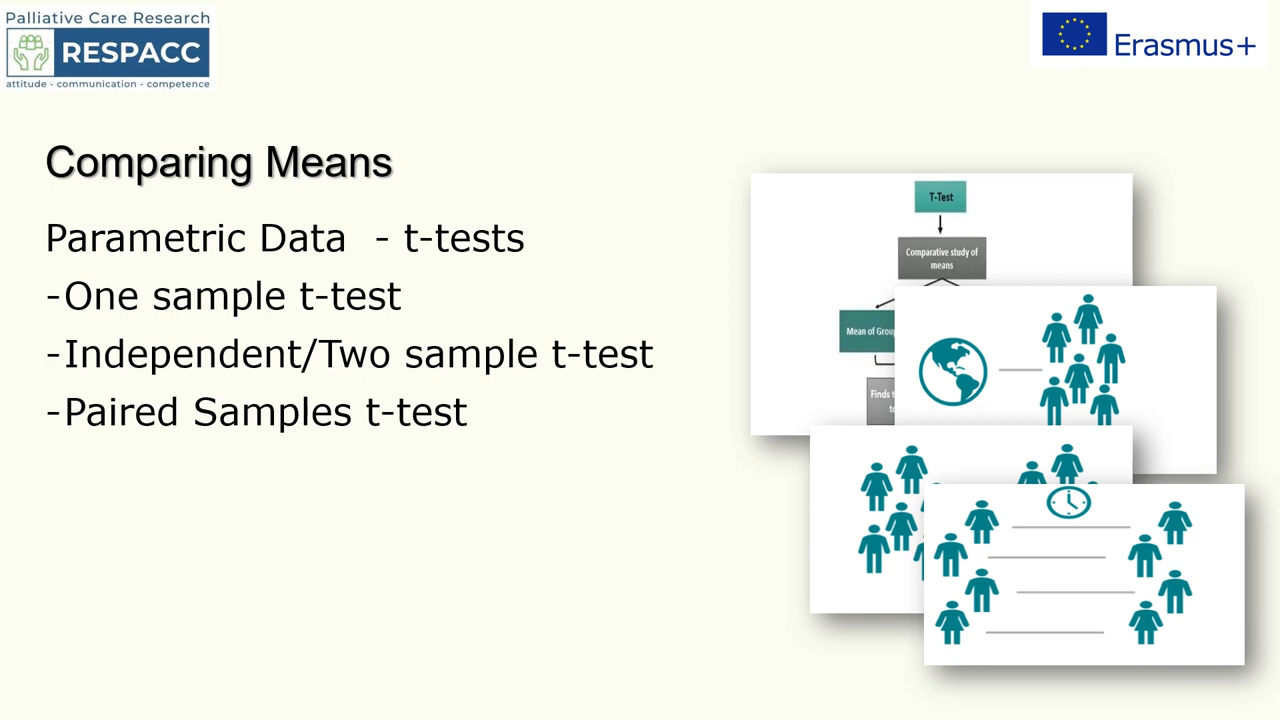 Palliative Care Research
RESPACC
attitude - communication - competence
Erasmus+
Comparing Means
Parametric Data - t-tests
-One sample t-test
-Independent/Two sample t-test
-Paired Samples t-test
T-Test
Comparative study of
means
Mean of
Finds